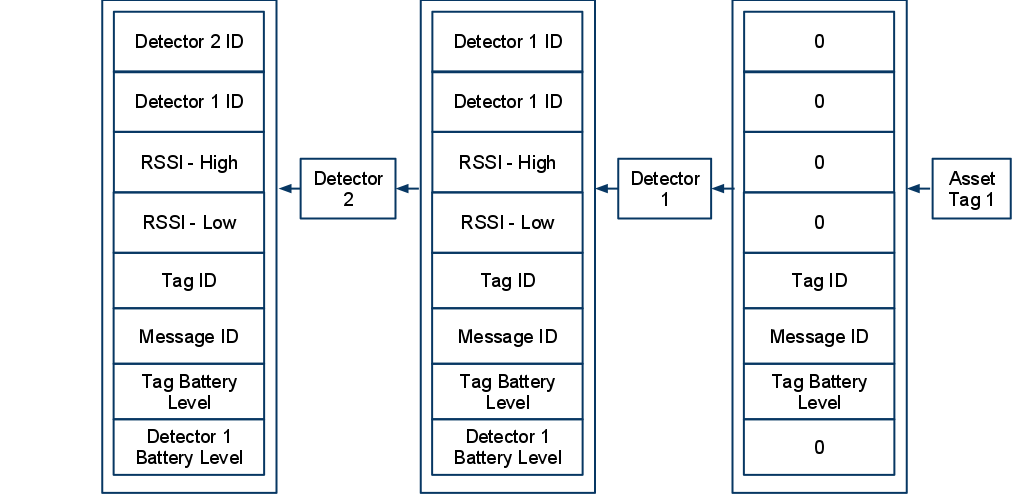 Detector 2 ID
Detector 1 ID
RSSI - High
RSSI - Low
Tag ID
Message ID
Tag Battery
Level
Detector 1
Battery Level
Detector
2
Detector 1 ID
Detector 1 ID
RSSI - High
RSSI - Low
Tag ID
Message ID
Tag Battery
Level
Detector 1
Battery Level
Detector
1
0
0
0
0
Tag ID
Message ID
Tag Battery
Level
0
Asset
Tag 1